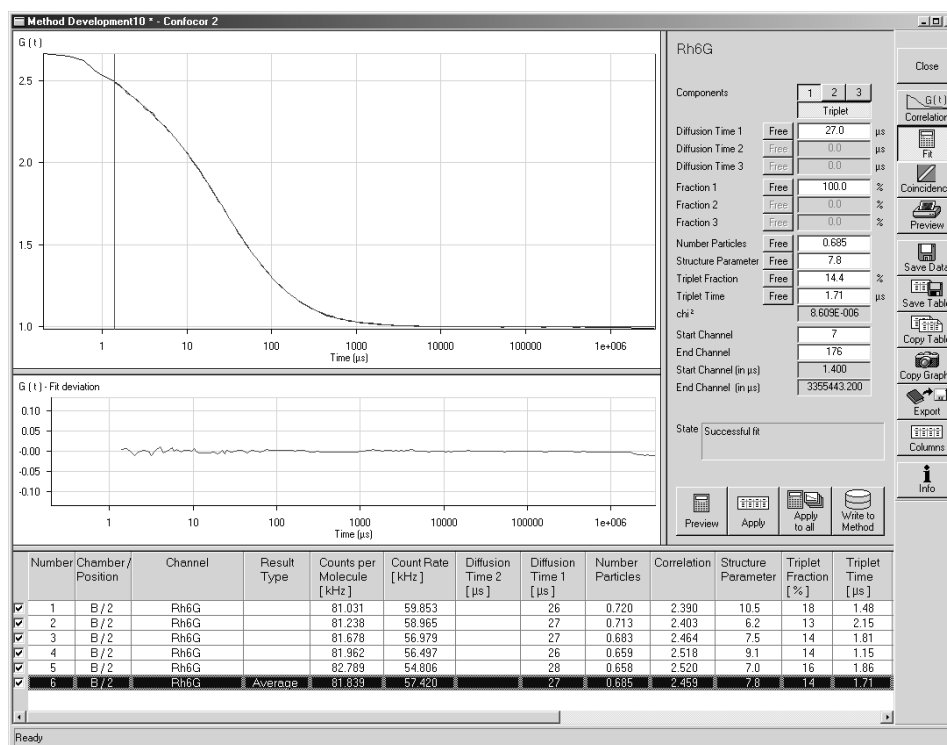 Method Development10 * - Confocor 2
G ( t )
2.5
2.0
1.5
1.0
1 10 100 1000 10000 100000 1e+006
Time (µs)
G ( t ) - Fit deviation
0.10
0.05
-0.00
-0.05
-0.10
1 10 100 1000 10000 100000 1e+006
Time (µs)
Rh6G
Components 1 2 3
Triplet
Diffusion Time 1 Free 27.0 µs
Diffusion Time 2 Free 0.0 µs
Diffusion Time 3 Free 0.0 µs
Fraction 1 Free 100.0 %
Fraction 2 Free 0.0 %
Fraction 3 Free 0.0 %
Number Particles Free 0.685
Structure Parameter Free 7.8
Triplet Fraction Free 14.4 %
Triplet Time Free 1.71 µs
chi² 8.609E-006
Start Channel 7
End Channel 176
Start Channel (in µs) 1.400
End Channel (in µs) 3355443.200
State Successful fit
Preview Apply Apply to all Write to Method
Close
G(t)
Correlation
Fit
Coincidenc
Preview
Save Data
Save Table
Copy Table
Copy Graph
Export
Columns
Info
Number Chamber / Position Channel Result Type Counts per Molecule [kHz] Count Rate [kHz] Diffusion Time 2 [µs] Diffusion Time 1 [µs] Number Particles Correlation Structure Parameter Triplet Fraction [%] Triplet Time [µs]
1 B / 2 Rh6G 81.031 59.853 26 0.720 2.390 10.5 18 1.48
2 B / 2 Rh6G 81.238 58.965 27 0.713 2.403 6.2 13 2.15
3 B / 2 Rh6G 81.678 56.979 27 0.683 2.464 7.5 14 1.81
4 B / 2 Rh6G 81.962 56.497 26 0.659 2.518 9.1 14 1.15
5 B / 2 Rh6G 82.789 54.806 28 0.658 2.520 7.0 16 1.86
6 B / 2 Rh6G Average 81.839 57.420 27 0.685 2.459 7.8 14 1.71
Ready